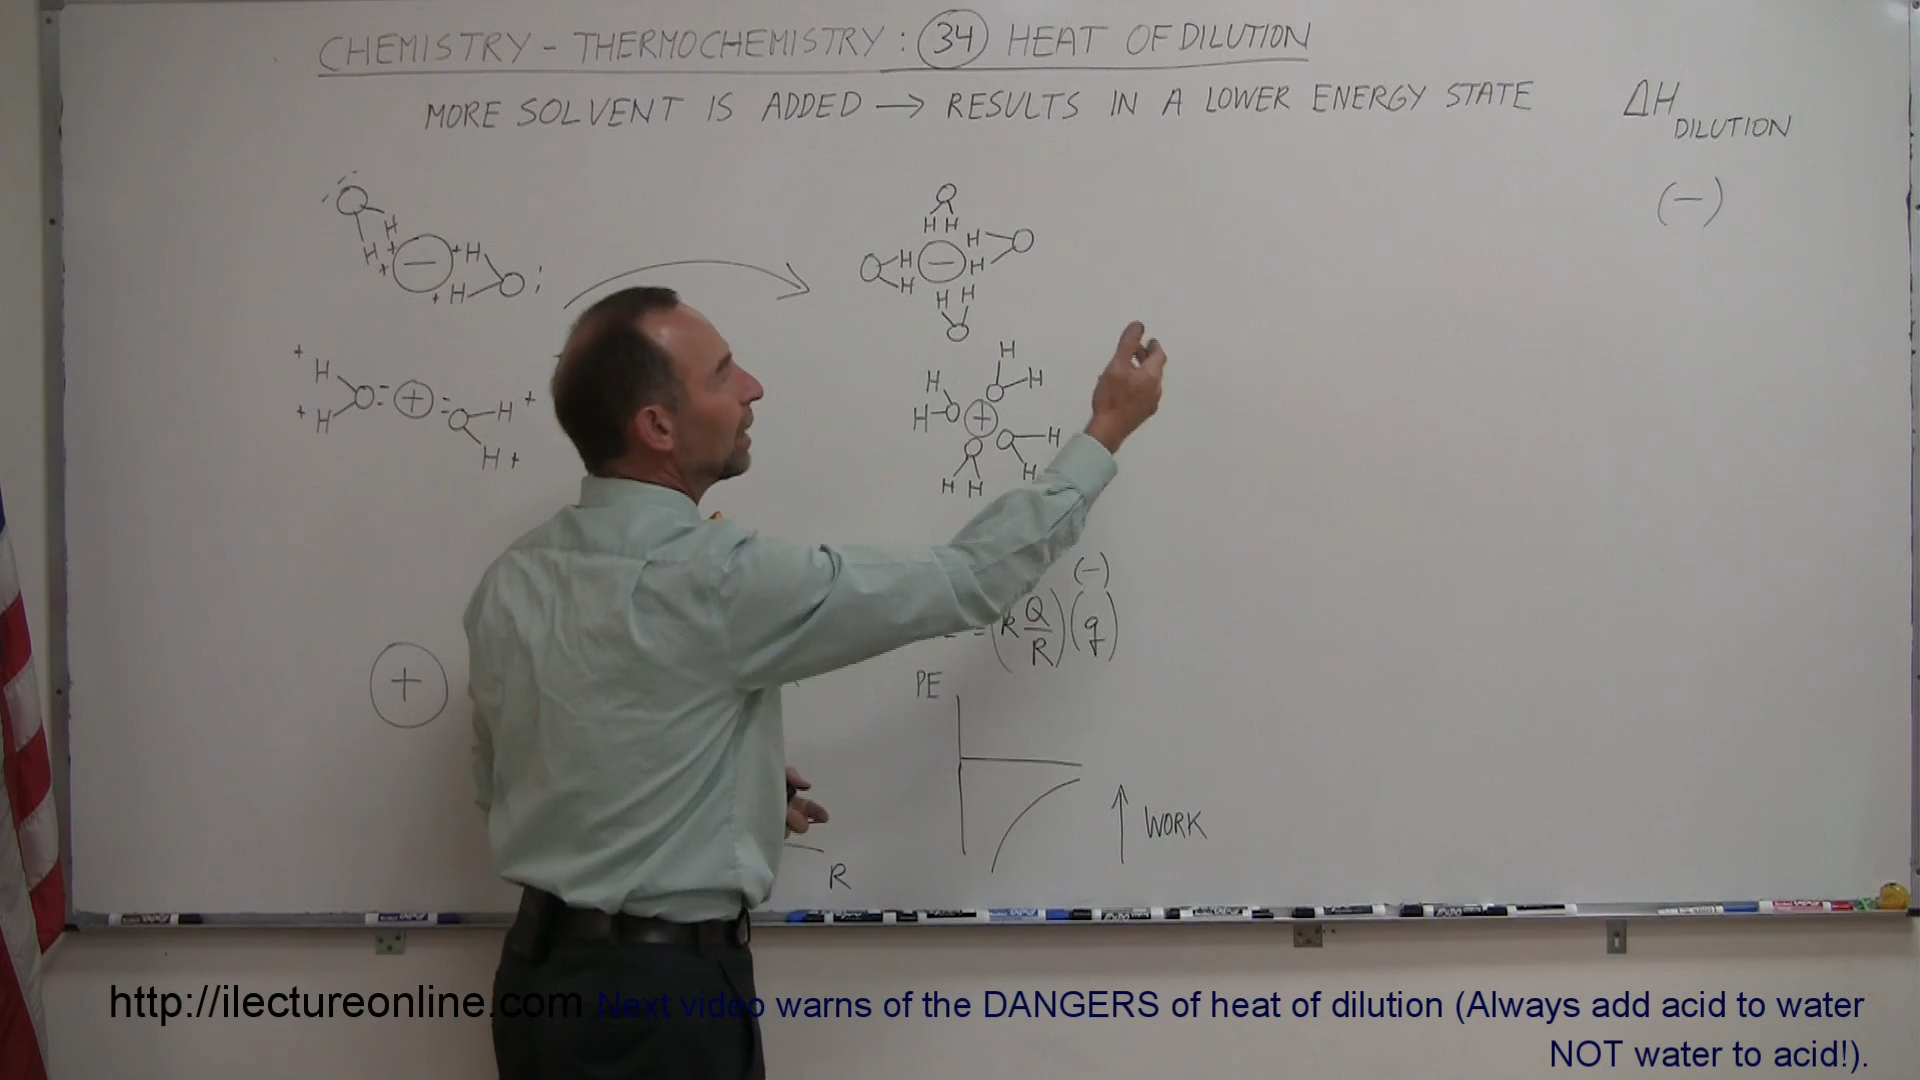 CHEMISTRY - THERMOCHEMISTRY : 34 HEAT OF DILUTION
MORE SOLVENT IS ADDED → RESULTS IN A LOWER ENERGY STATE
ΔH DILUTION
(−)
H
H + + − + H
+ H
H H
H − H
H H
H H
+ H
H + H +
+ H H
H
H H
H + H
H H
H H
(−)
= (k Q/R) (q)
+
PE
WORK
R
http://ilectureonline.com Next video warns of the DANGERS of heat of dilution (Always add acid to water
NOT water to acid!).